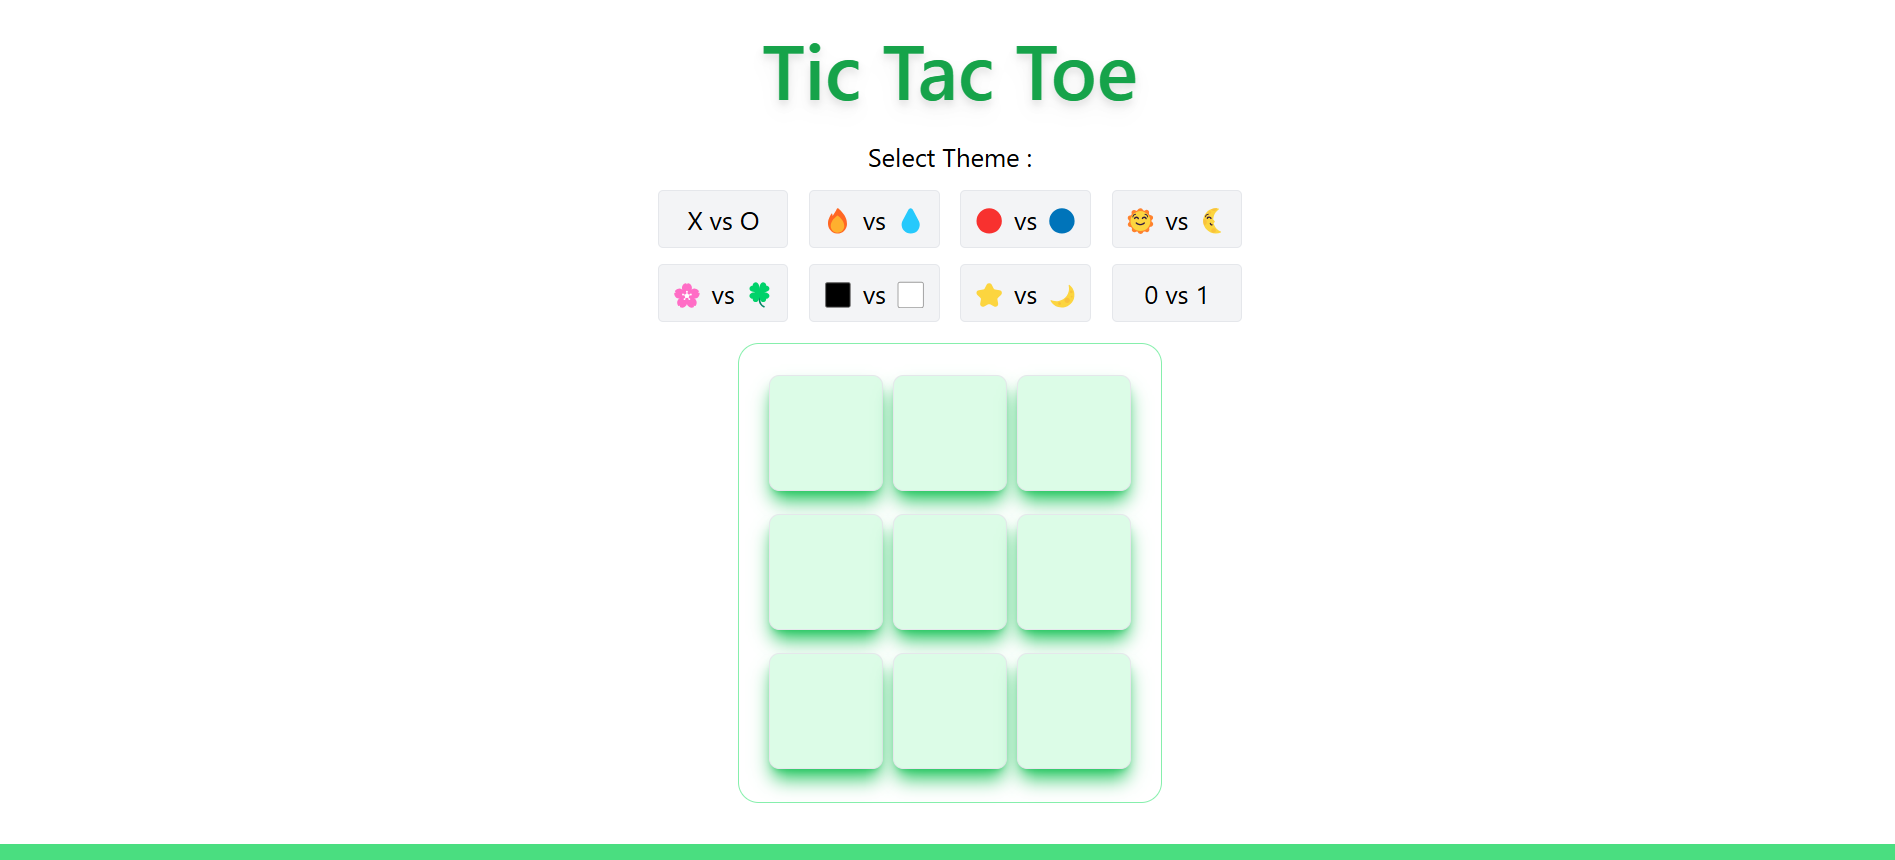 Tic Tac Toe
Select Theme :
X vs O
🔥 vs 💧
🔴 vs 🔵
🌞 vs 🌜
🌸 vs 🍀
⬛ vs ⬜
⭐ vs 🌙
0 vs 1